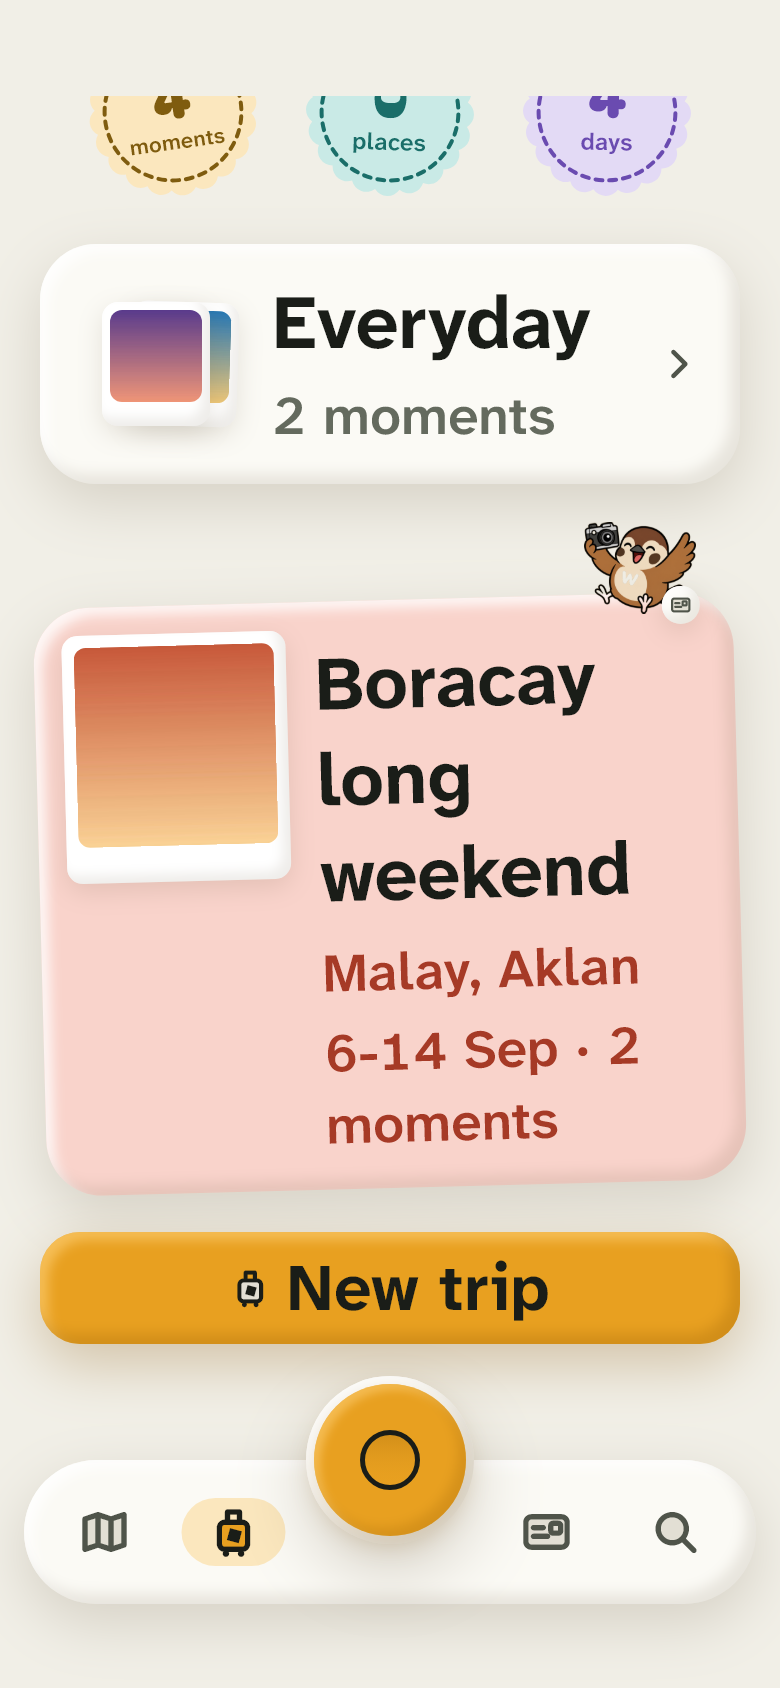 moments
places
days
Everyday
2 moments
Boracay
long
weekend
Malay, Aklan
6-14 Sep · 2
moments
New trip